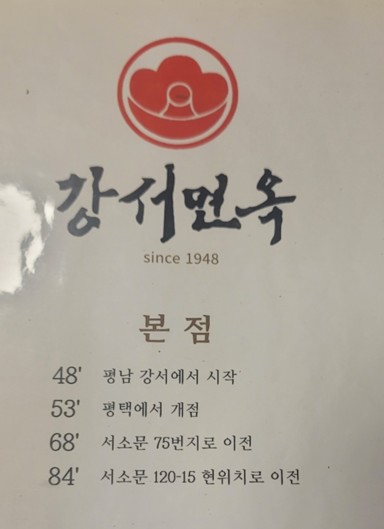 강서면옥
since 1948
본점
48' 평남 강서에서 시작
53' 평택에서 개점
68' 서소문 75번지로 이전
84' 서소문 120-15 현위치로 이전